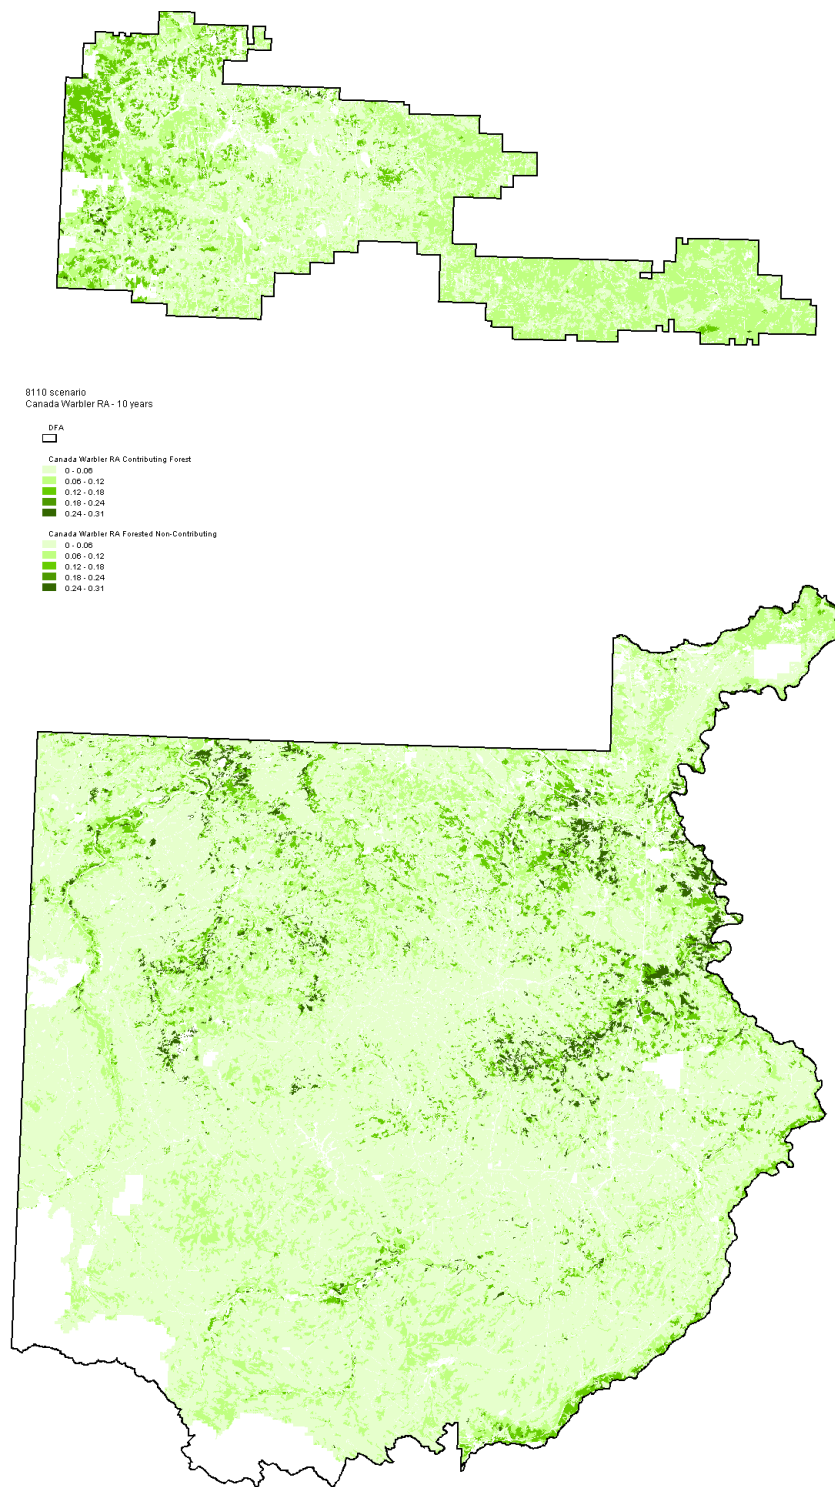 8110 scenario
Canada Warbler RA - 10 years
DFA
Canada Warbler RA Contributing Forest
0 - 0.06
0.06 - 0.12
0.12 - 0.18
0.18 - 0.24
0.24 - 0.31
Canada Warbler RA Forested Non-Contributing
0 - 0.06
0.06 - 0.12
0.12 - 0.18
0.18 - 0.24
0.24 - 0.31